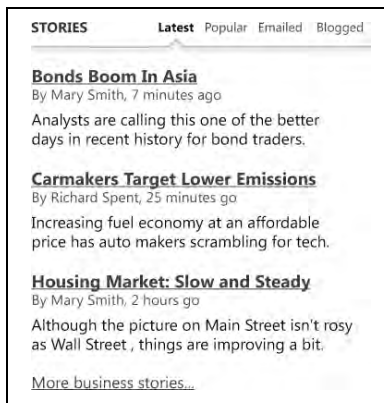 STORIES Latest Popular Emailed Blogged
Bonds Boom In Asia
By Mary Smith, 7 minutes ago
Analysts are calling this one of the better
days in recent history for bond traders.
Carmakers Target Lower Emissions
By Richard Spent, 25 minutes go
Increasing fuel economy at an affordable
price has auto makers scrambling for tech.
Housing Market: Slow and Steady
By Mary Smith, 2 hours go
Although the picture on Main Street isn't rosy
as Wall Street , things are improving a bit.
More business stories...